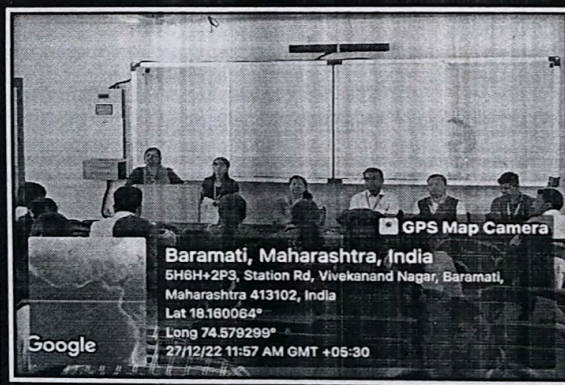 GPS Map Camera
Baramati, Maharashtra, India
5H6H+2P3, Station Rd, Vivekanand Nagar, Baramati,
Maharashtra 413102, India
Lat 18.160064°
Long 74.579299°
27/12/22 11:57 AM GMT +05:30
Google